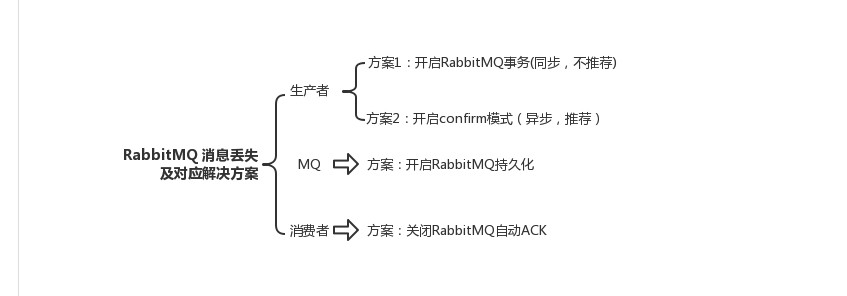 方案1：开启RabbitMQ事务(同步，不推荐)
生产者
方案2：开启confirm模式（异步，推荐）
RabbitMQ 消息丢失
及对应解决方案
MQ
方案：开启RabbitMQ持久化
消费者
方案：关闭RabbitMQ自动ACK